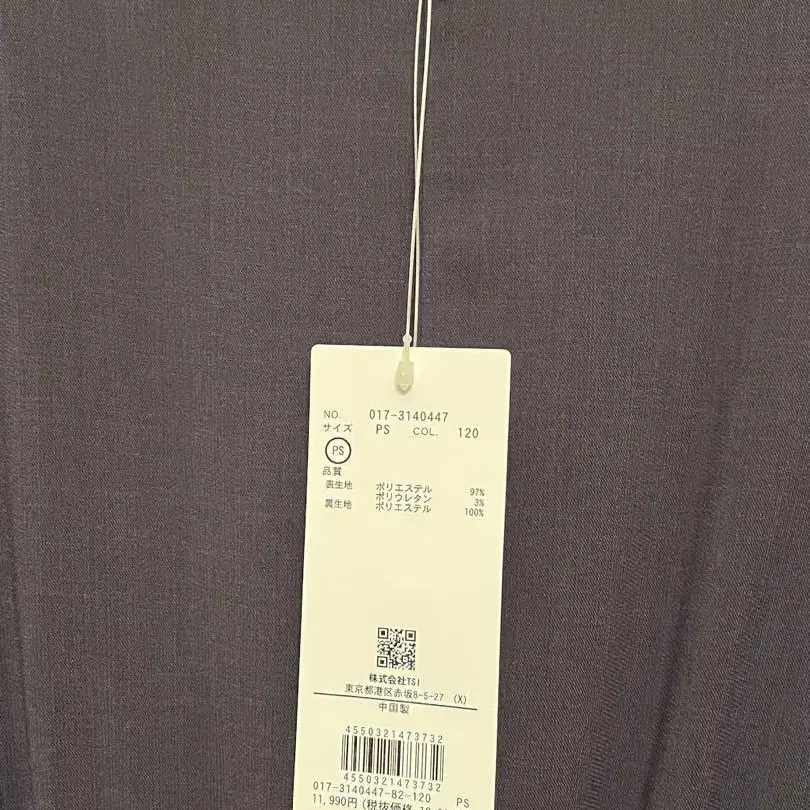 NO. 017-3140447
サイズ PS COL. 120
PS
品質
表生地 ポリエステル 97%
ポリウレタン 3%
裏生地 ポリエステル 100%
株式会社TSI
東京都港区赤坂8-5-27 (X)
中国製
4550321473732
4550321473732
017-3140447-82-120 PS
11,990円(税抜価格